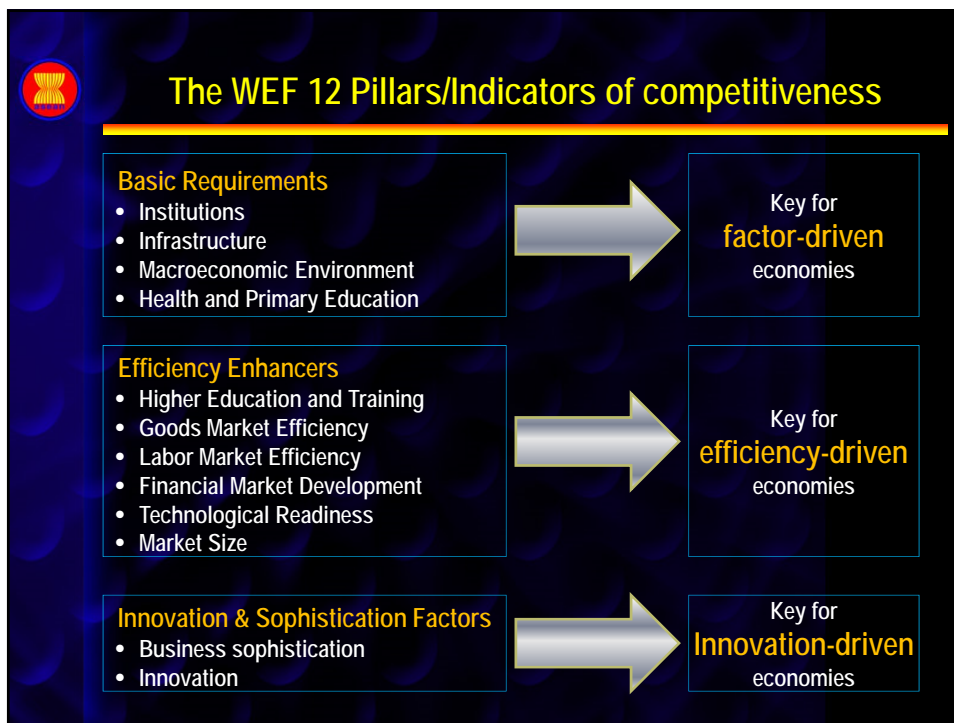 The WEF 12 Pillars/Indicators of competitiveness
asean
Basic Requirements
• Institutions
• Infrastructure
• Macroeconomic Environment
• Health and Primary Education
Key for
factor-driven
economies
Efficiency Enhancers
• Higher Education and Training
• Goods Market Efficiency
• Labor Market Efficiency
• Financial Market Development
• Technological Readiness
• Market Size
Key for
efficiency-driven
economies
Innovation & Sophistication Factors
• Business sophistication
• Innovation
Key for
Innovation-driven
economies